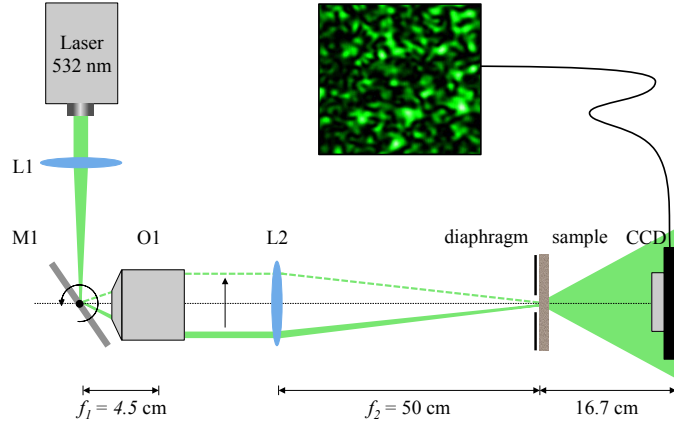 Laser
532 nm
L1
M1
O1
L2
diaphragm
sample
CCD
f₁ = 4.5 cm
f₂ = 50 cm
16.7 cm